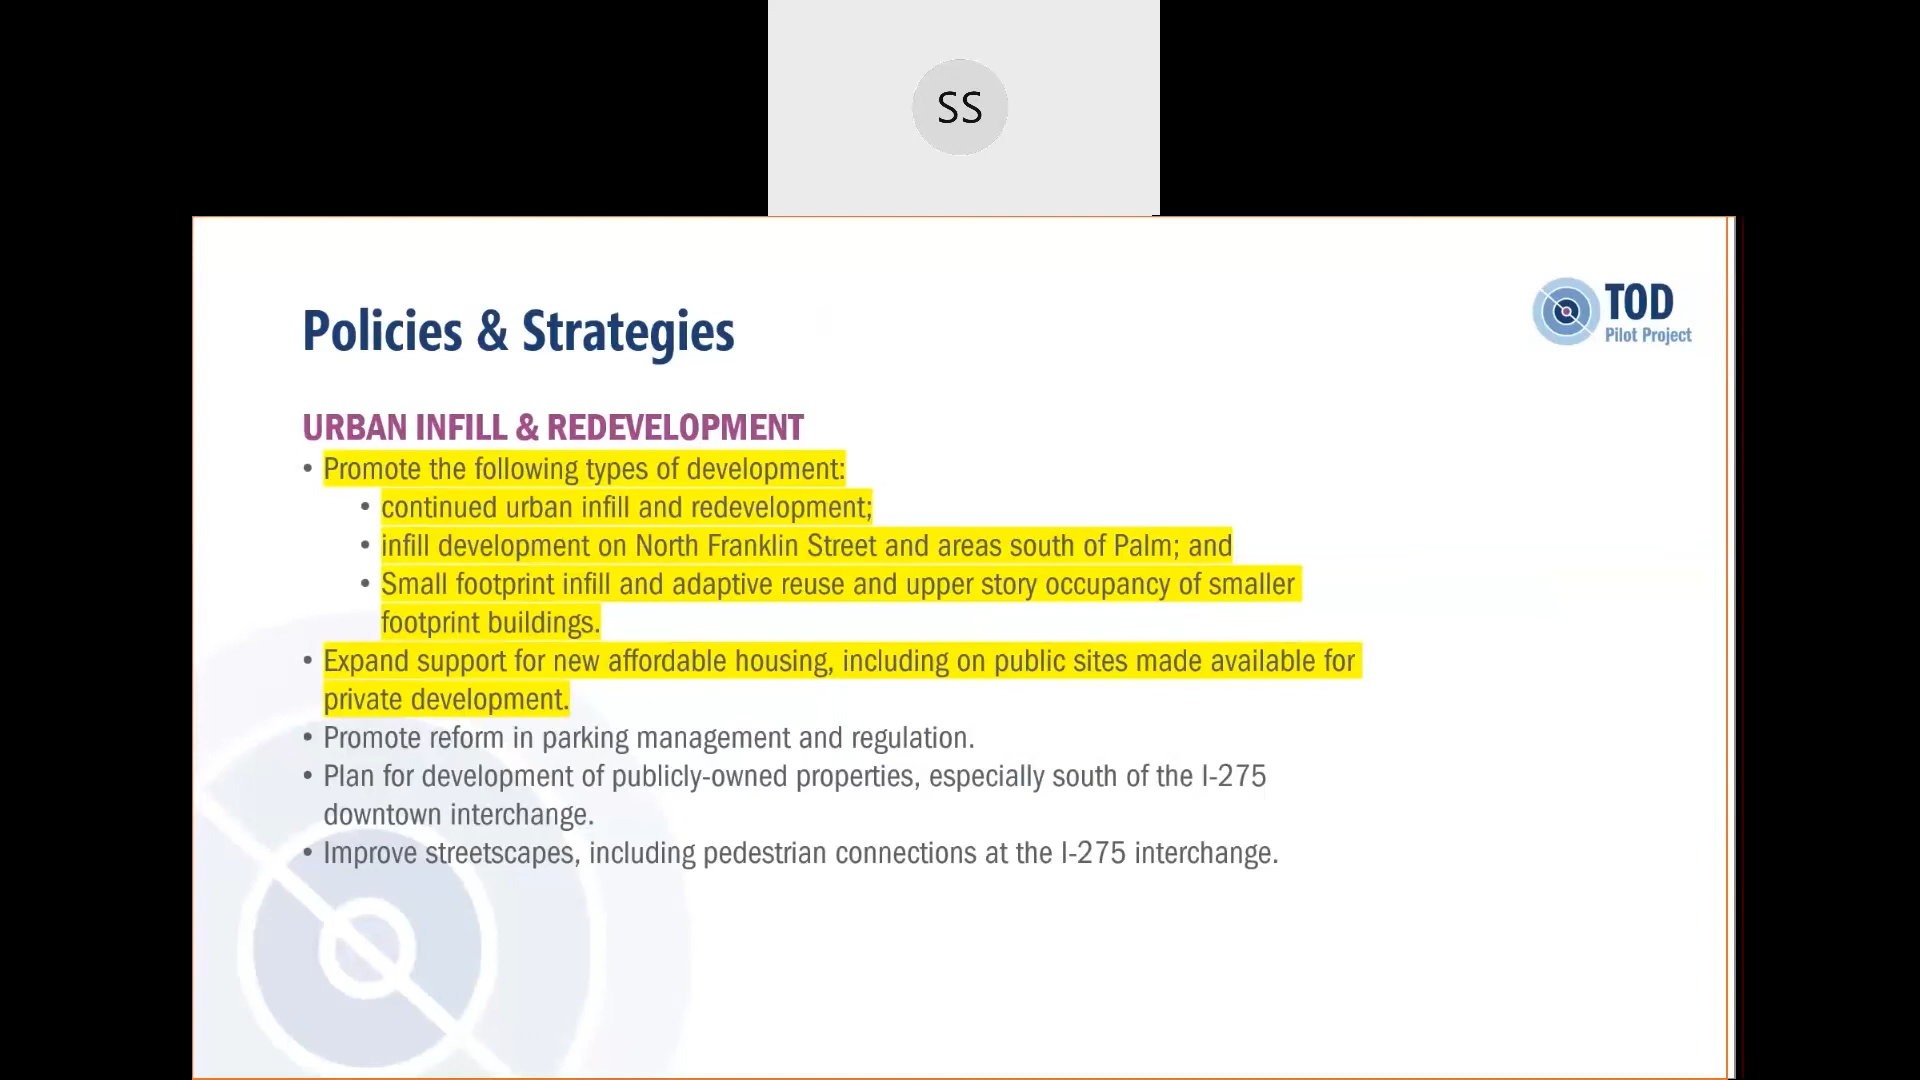 SS
TOD
Pilot Project
Policies & Strategies
URBAN INFILL & REDEVELOPMENT
• Promote the following types of development:
• continued urban infill and redevelopment;
• infill development on North Franklin Street and areas south of Palm; and
• Small footprint infill and adaptive reuse and upper story occupancy of smaller
footprint buildings.
• Expand support for new affordable housing, including on public sites made available for
private development.
• Promote reform in parking management and regulation.
• Plan for development of publicly-owned properties, especially south of the I-275
downtown interchange.
• Improve streetscapes, including pedestrian connections at the I-275 interchange.